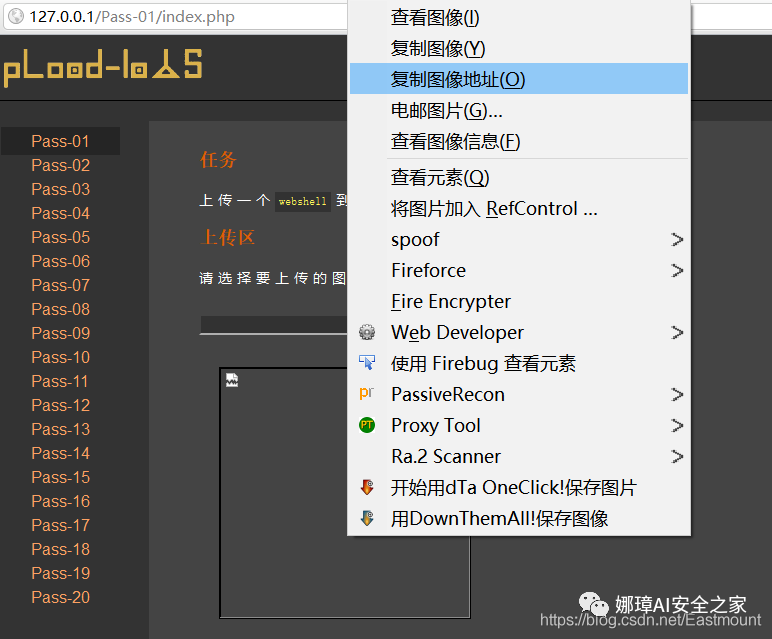 127.0.0.1/Pass-01/index.php
pLoad-labS
Pass-01
Pass-02
Pass-03
Pass-04
Pass-05
Pass-06
Pass-07
Pass-08
Pass-09
Pass-10
Pass-11
Pass-12
Pass-13
Pass-14
Pass-15
Pass-16
Pass-17
Pass-18
Pass-19
Pass-20
任务
上传一个 webshell 到
上传区
请选择要上传的图
查看图像(I)
复制图像(Y)
复制图像地址(O)
电邮图片(G)...
查看图像信息(F)
查看元素(Q)
将图片加入 RefControl ...
spoof
Fireforce
Fire Encrypter
Web Developer
使用 Firebug 查看元素
pr PassiveRecon
PT Proxy Tool
Ra.2 Scanner
开始用dTa OneClick!保存图片
用DownThemAll!保存图像
娜璋AI安全之家
https://blog.csdn.net/Eastmount